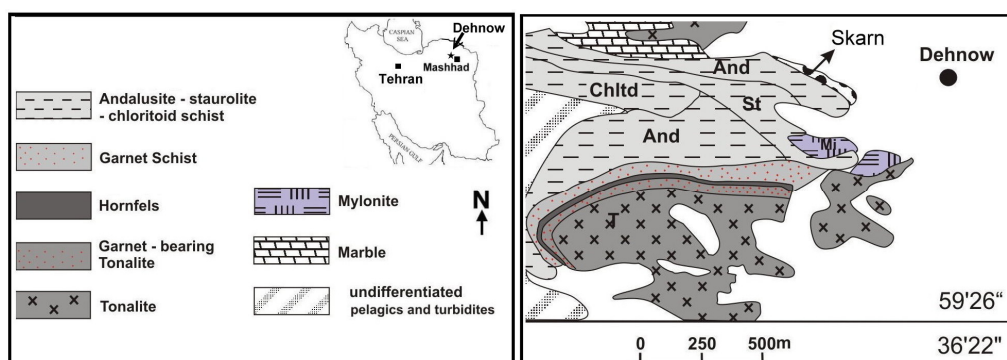 CASPIAN
SEA
Dehnow
Mashhad
Tehran
PERSIAN GULF
Andalusite - staurolite
- chloritoid schist
Garnet Schist
Hornfels
Garnet - bearing
Tonalite
Tonalite
Mylonite
Marble
undifferentiated
pelagics and turbidites
N
Skarn
Dehnow
And
Chltd
St
And
Mi
T
59'26“
0 250 500m
36'22"